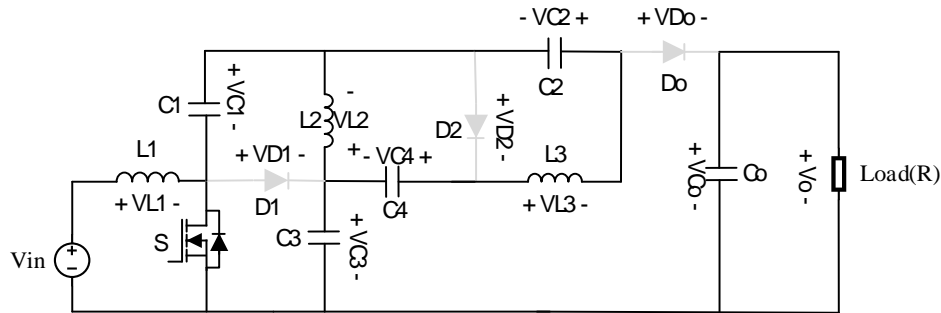 - VC2 +
+ VDo -
C2
Do
C1
+ VC1 -
L2
-
VL2
+
D2
+ VD2 -
L1
+ VD1 -
- VC4 +
L3
+ VL1 -
D1
C4
+ VL3 -
+ VCo -
Co
+ Vo -
Load(R)
S
C3
+ VC3 -
Vin